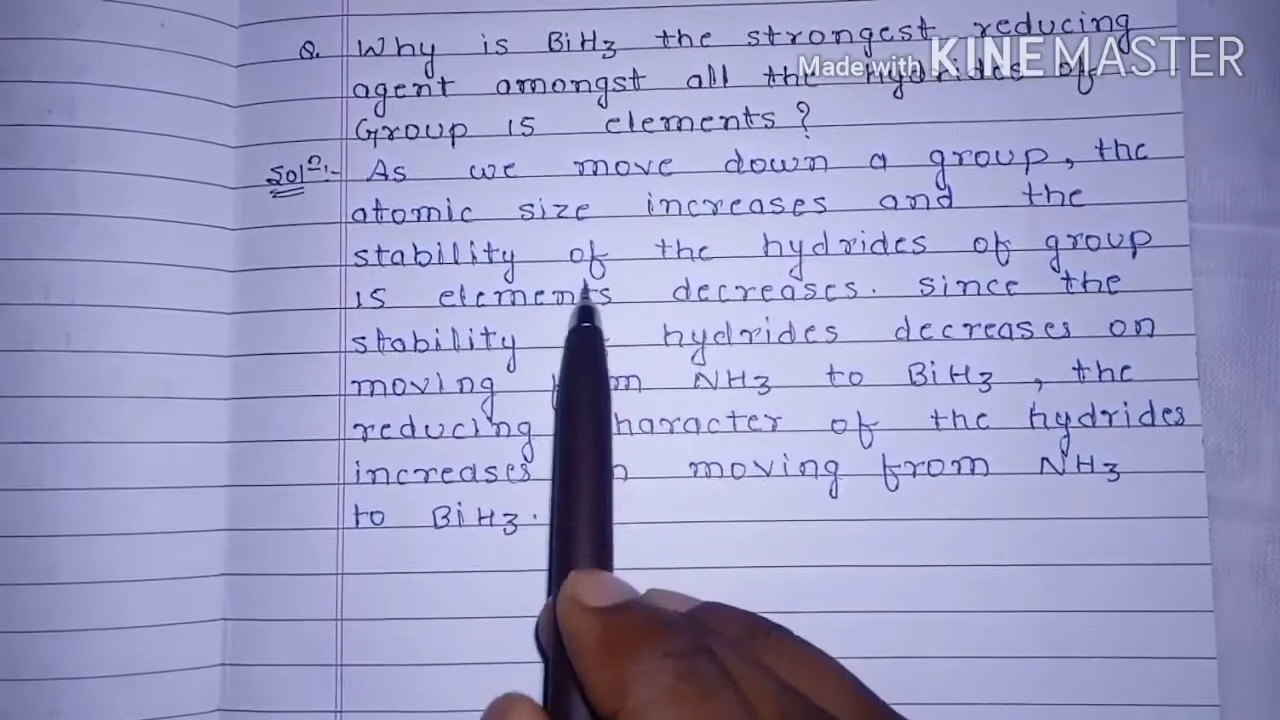 Q. Why is BiH3 the strongest reducing
Made with KINEMASTER
agent amongst all the hydrides of
Group 15 elements?
Solⁿ:- As we move down a group, the
atomic size increases and the
stability of the hydrides of group
15 elements decreases. Since the
stability hydrides decreases on
moving NH3 to BiH3, the
reducing haracter of the hydrides
increases moving from NH3
to BiH3.